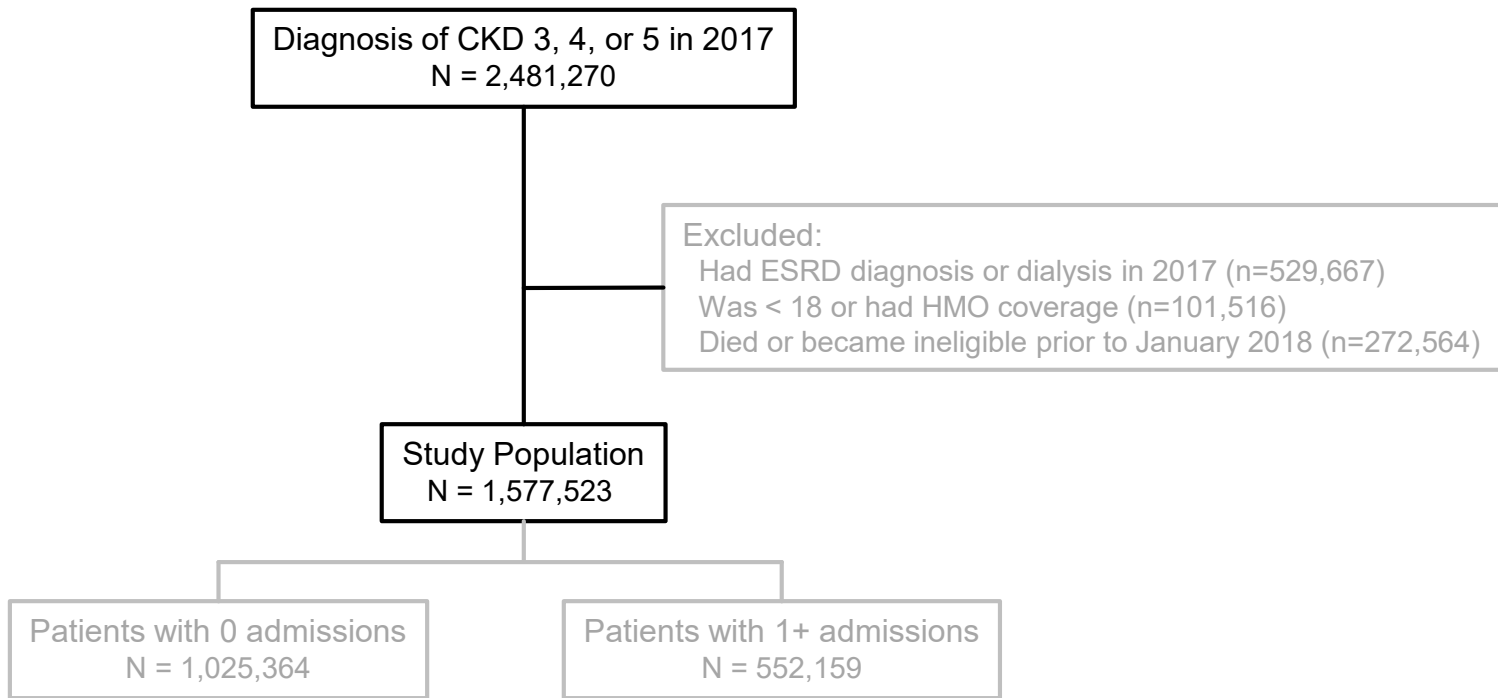 Diagnosis of CKD 3, 4, or 5 in 2017
N = 2,481,270
Excluded:
Had ESRD diagnosis or dialysis in 2017 (n=529,667)
Was < 18 or had HMO coverage (n=101,516)
Died or became ineligible prior to January 2018 (n=272,564)
Study Population
N = 1,577,523
Patients with 0 admissions
N = 1,025,364
Patients with 1+ admissions
N = 552,159